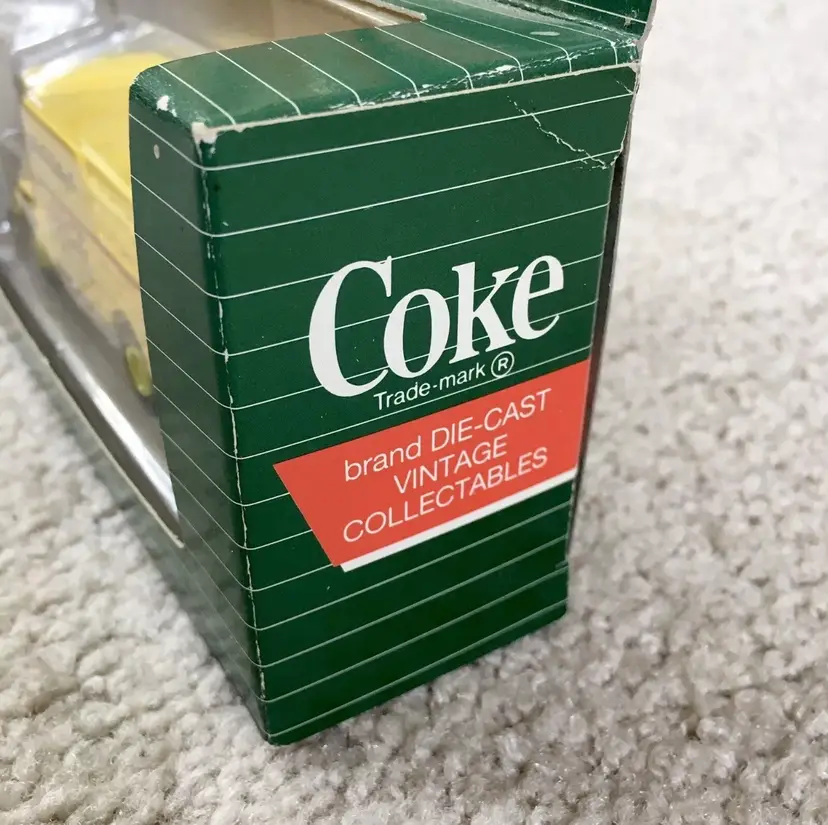 Coke
Trade-mark ®
brand DIE-CAST
VINTAGE
COLLECTABLES